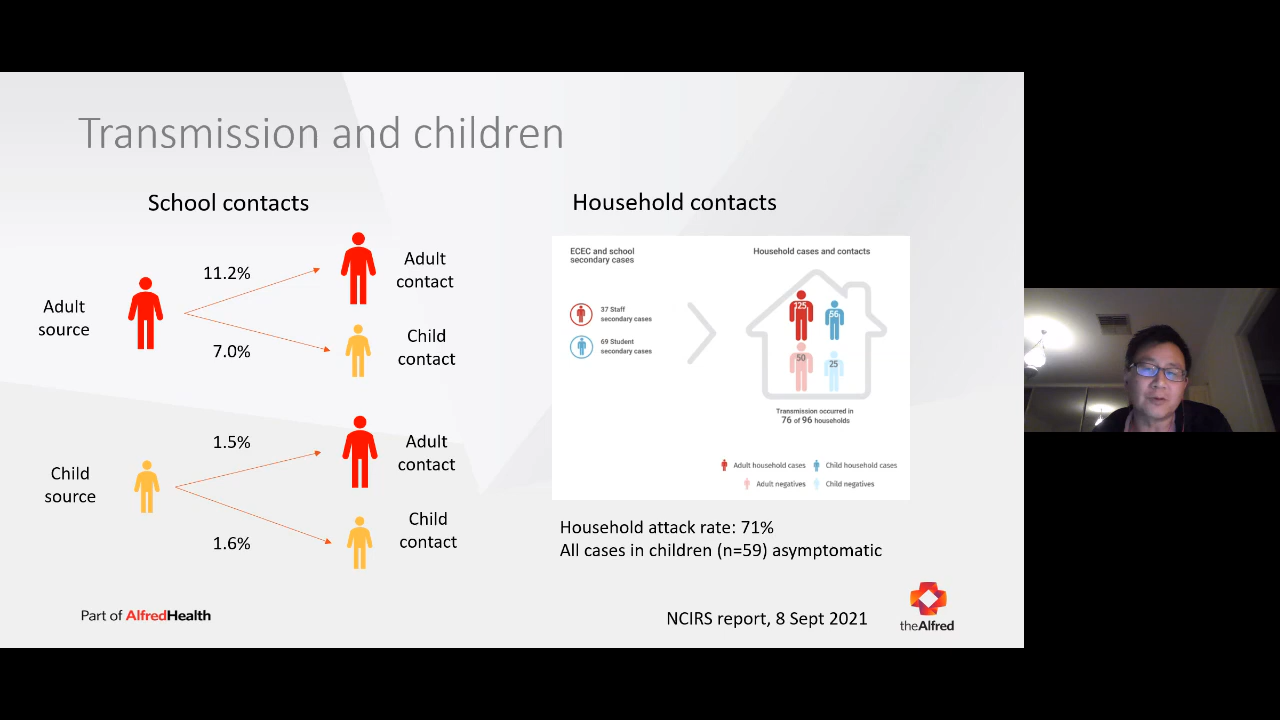 Transmission and children
School contacts
Adult
source
11.2%
7.0%
Adult
contact
Child
contact
Child
source
1.5%
1.6%
Adult
contact
Child
contact
Household contacts
ECEC and school
secondary cases
37 Staff
secondary cases
69 Student
secondary cases
Household cases and contacts
125
56
50
25
Transmission occurred in
76 of 96 households
Adult household cases
Child household cases
Adult negatives
Child negatives
Household attack rate: 71%
All cases in children (n=59) asymptomatic
Part of AlfredHealth
NCIRS report, 8 Sept 2021
theAlfred